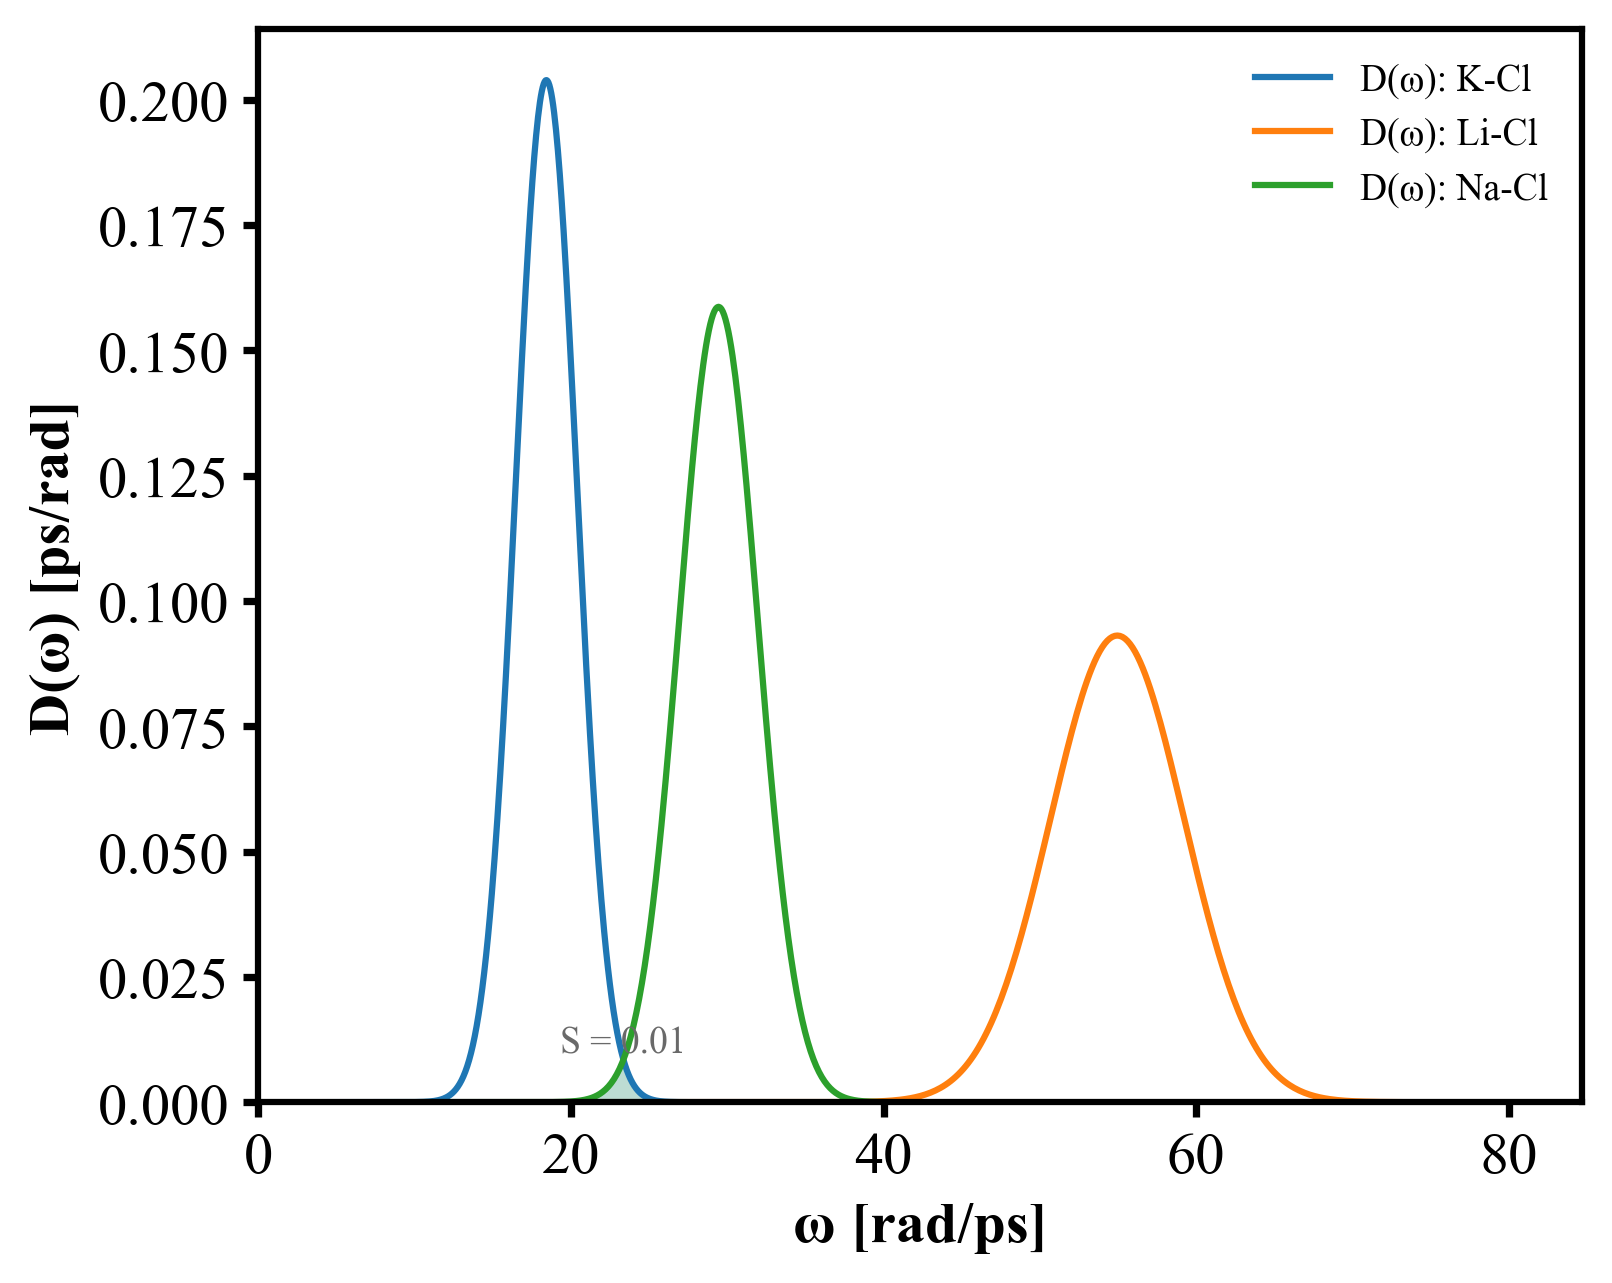 D(ω): K-Cl
D(ω): Li-Cl
D(ω): Na-Cl
0.200
0.175
0.150
0.125
0.100
0.075
0.050
0.025
0.000
D(ω) [ps/rad]
S = 0.01
0 20 40 60 80
ω [rad/ps]